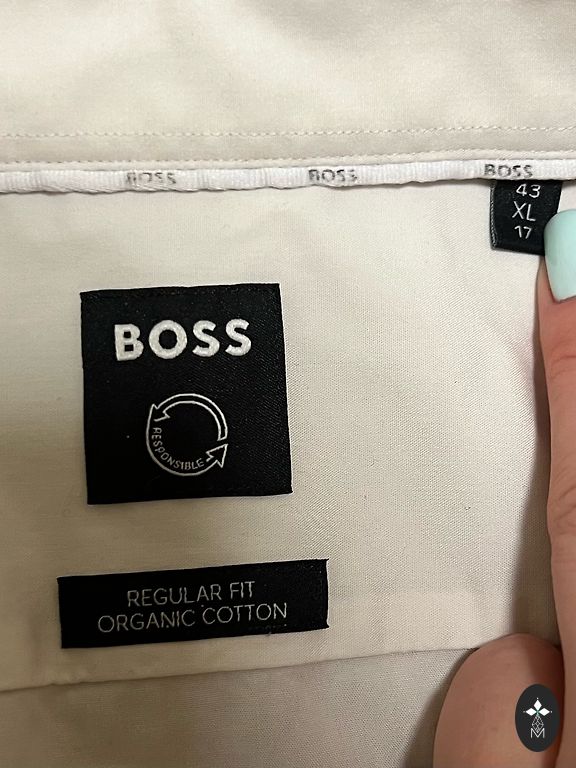 BOSS BOSS BOSS
43
XL
17
BOSS
RESPONSIBLE
REGULAR FIT
ORGANIC COTTON
M